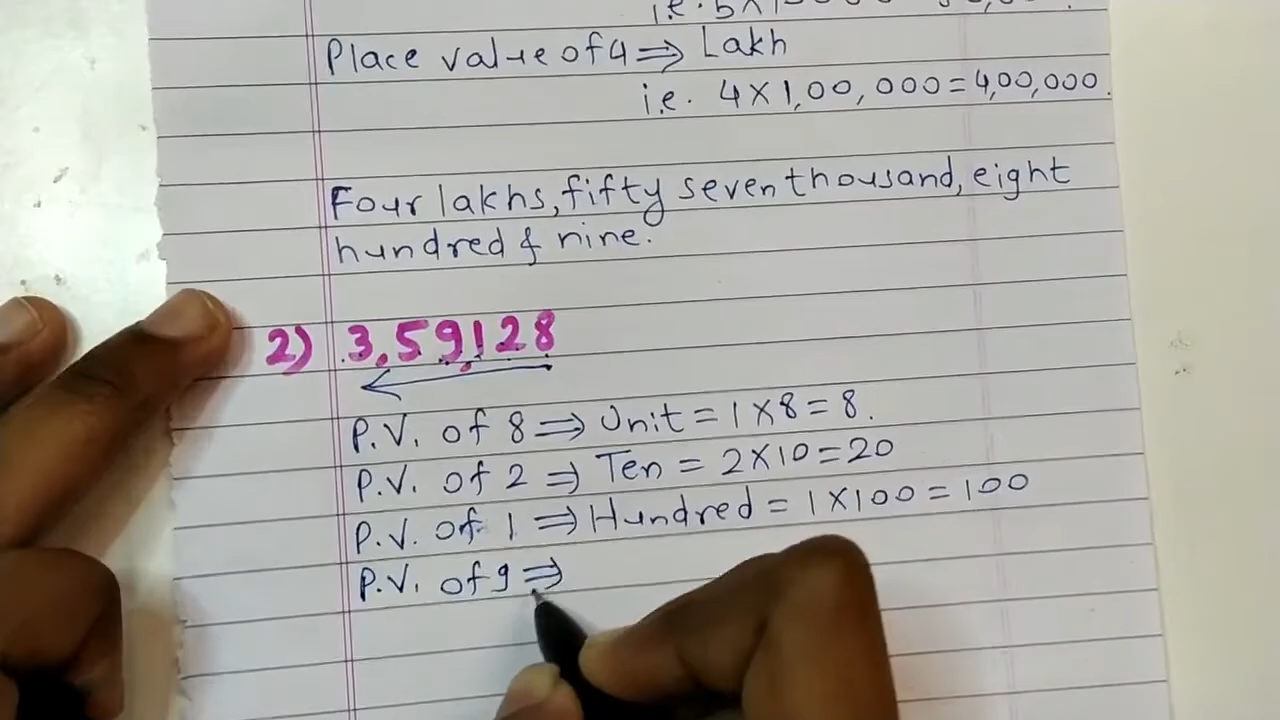 Place value of 4 ⇒ Lakh
i.e. 4 × 1,00,000 = 4,00,000.
Four lakhs, fifty seven thousand, eight
hundred & nine.
2) 3,59,128
P.V. of 8 ⇒ Unit = 1 × 8 = 8.
P.V. of 2 ⇒ Ten = 2 × 10 = 20
P.V. of 1 ⇒ Hundred = 1 × 100 = 100
P.V. of 9 ⇒